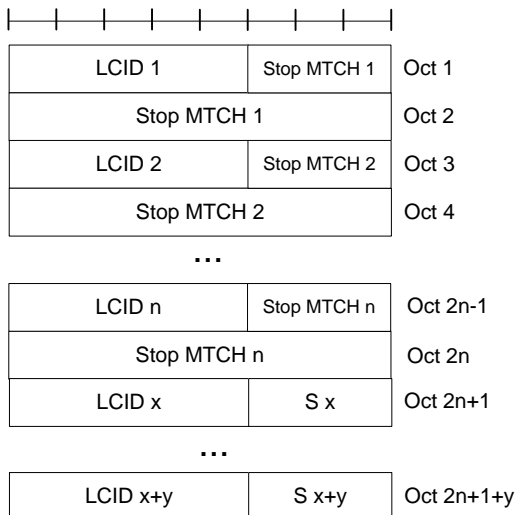 LCID 1 Stop MTCH 1 Oct 1
Stop MTCH 1 Oct 2
LCID 2 Stop MTCH 2 Oct 3
Stop MTCH 2 Oct 4
...
LCID n Stop MTCH n Oct 2n-1
Stop MTCH n Oct 2n
LCID x S x Oct 2n+1
...
LCID x+y S x+y Oct 2n+1+y